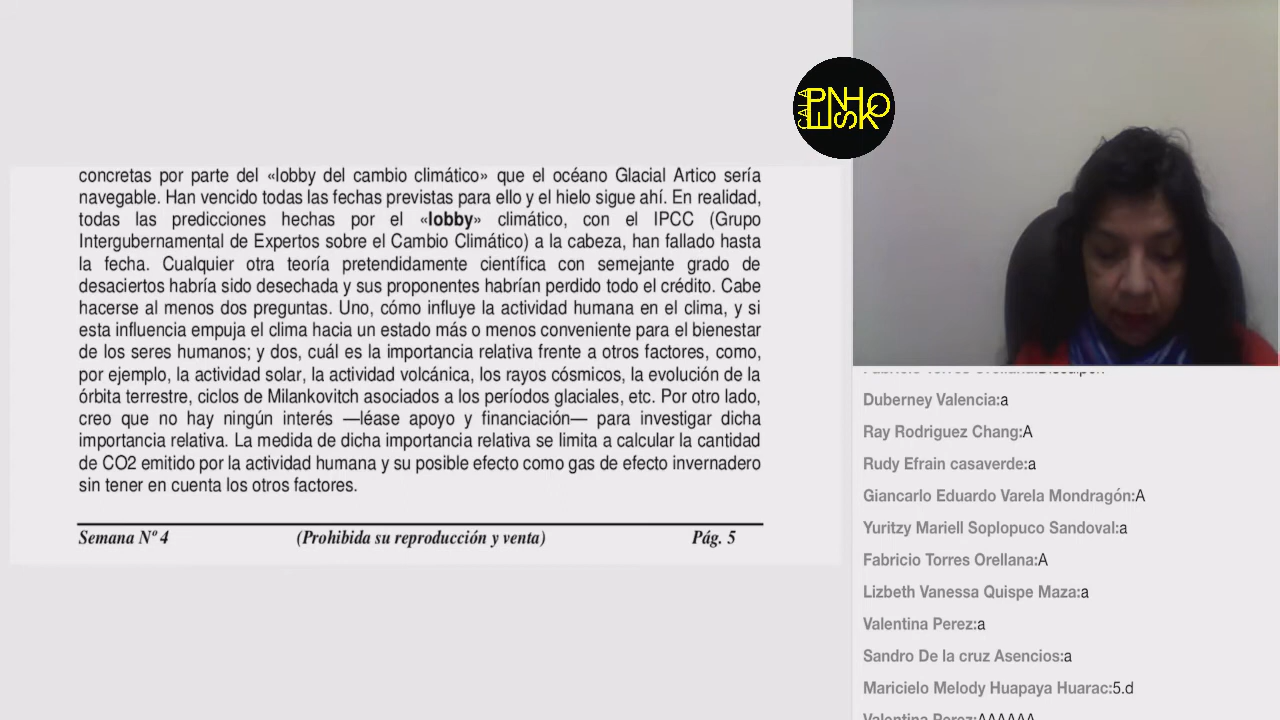 CALA
PENHSKO
concretas por parte del «lobby del cambio climático» que el océano Glacial Artico sería
navegable. Han vencido todas las fechas previstas para ello y el hielo sigue ahí. En realidad,
todas las predicciones hechas por el «lobby» climático, con el IPCC (Grupo
Intergubernamental de Expertos sobre el Cambio Climático) a la cabeza, han fallado hasta
la fecha. Cualquier otra teoría pretendidamente científica con semejante grado de
desaciertos habría sido desechada y sus proponentes habrían perdido todo el crédito. Cabe
hacerse al menos dos preguntas. Uno, cómo influye la actividad humana en el clima, y si
esta influencia empuja el clima hacia un estado más o menos conveniente para el bienestar
de los seres humanos; y dos, cuál es la importancia relativa frente a otros factores, como,
por ejemplo, la actividad solar, la actividad volcánica, los rayos cósmicos, la evolución de la
órbita terrestre, ciclos de Milankovitch asociados a los períodos glaciales, etc. Por otro lado,
creo que no hay ningún interés —léase apoyo y financiación— para investigar dicha
importancia relativa. La medida de dicha importancia relativa se limita a calcular la cantidad
de CO2 emitido por la actividad humana y su posible efecto como gas de efecto invernadero
sin tener en cuenta los otros factores.
Semana Nº 4 (Prohibida su reproducción y venta) Pág. 5
Duberney Valencia:a
Ray Rodriguez Chang:A
Rudy Efrain casaverde:a
Giancarlo Eduardo Varela Mondragón:A
Yuritzy Mariell Soplopuco Sandoval:a
Fabricio Torres Orellana:A
Lizbeth Vanessa Quispe Maza:a
Valentina Perez:a
Sandro De la cruz Asencios:a
Maricielo Melody Huapaya Huarac:5.d
Valentina Perez:AAAAAA